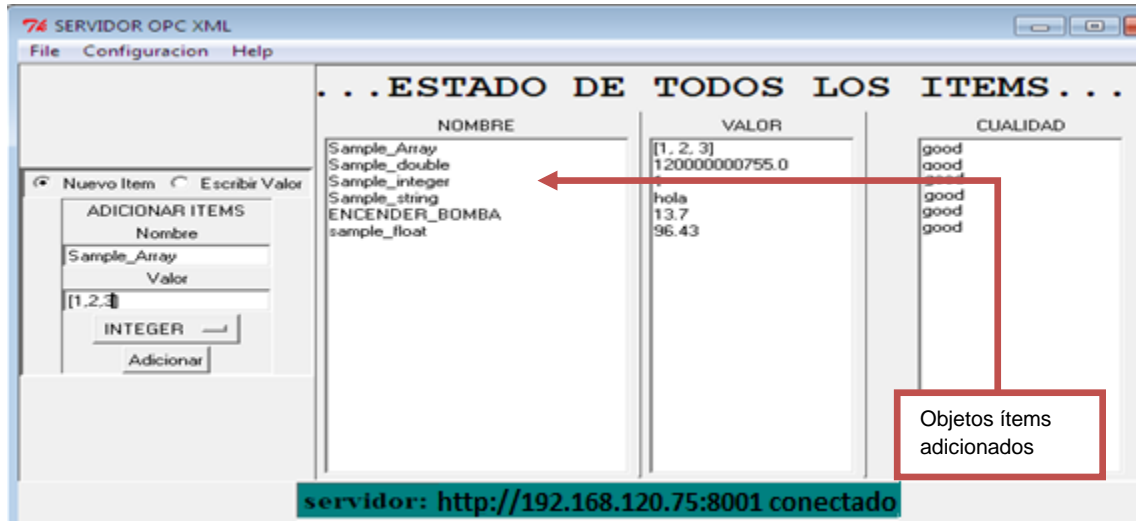 SERVIDOR OPC XML
File Configuracion Help
...ESTADO DE TODOS LOS ITEMS...
Nuevo Item Escribir Valor
ADICIONAR ITEMS
Nombre
Sample_Array
Valor
[1,2,3]
INTEGER
Adicionar
NOMBRE
Sample_Array
Sample_double
Sample_integer
Sample_string
ENCENDER_BOMBA
sample_float
VALOR
[1, 2, 3]
120000000755.0
hola
13.7
96.43
CUALIDAD
good
good
good
good
good
good
Objetos ítems
adicionados
servidor: http://192.168.120.75:8001 conectado